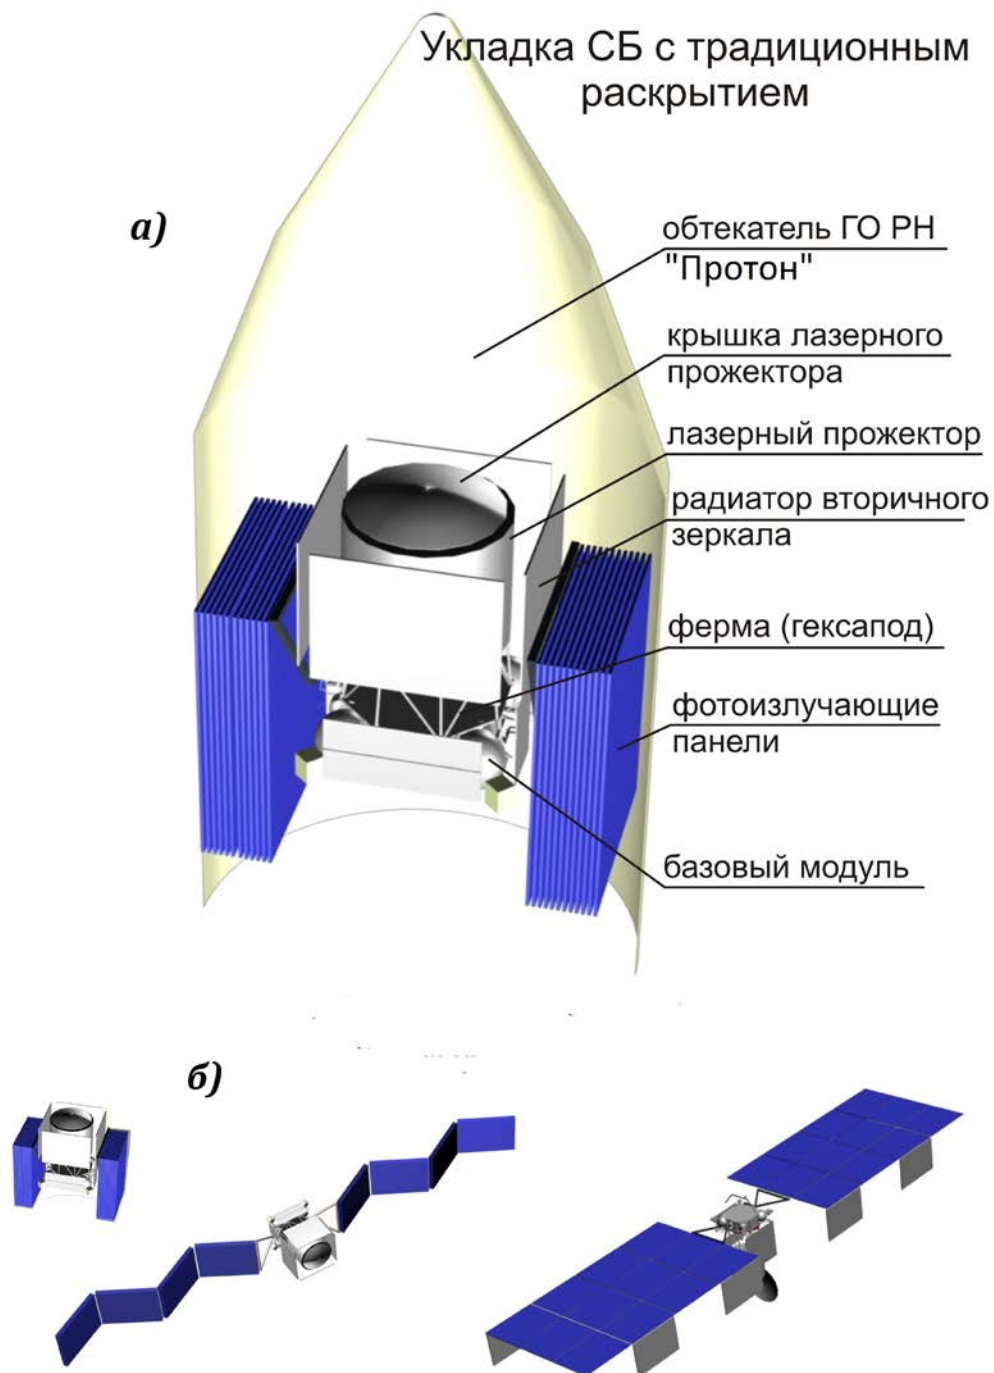 Укладка СБ с традиционным
раскрытием
а)
обтекатель ГО РН
"Протон"
крышка лазерного
прожектора
лазерный прожектор
радиатор вторичного
зеркала
ферма (гексапод)
фотоизлучающие
панели
базовый модуль
б)